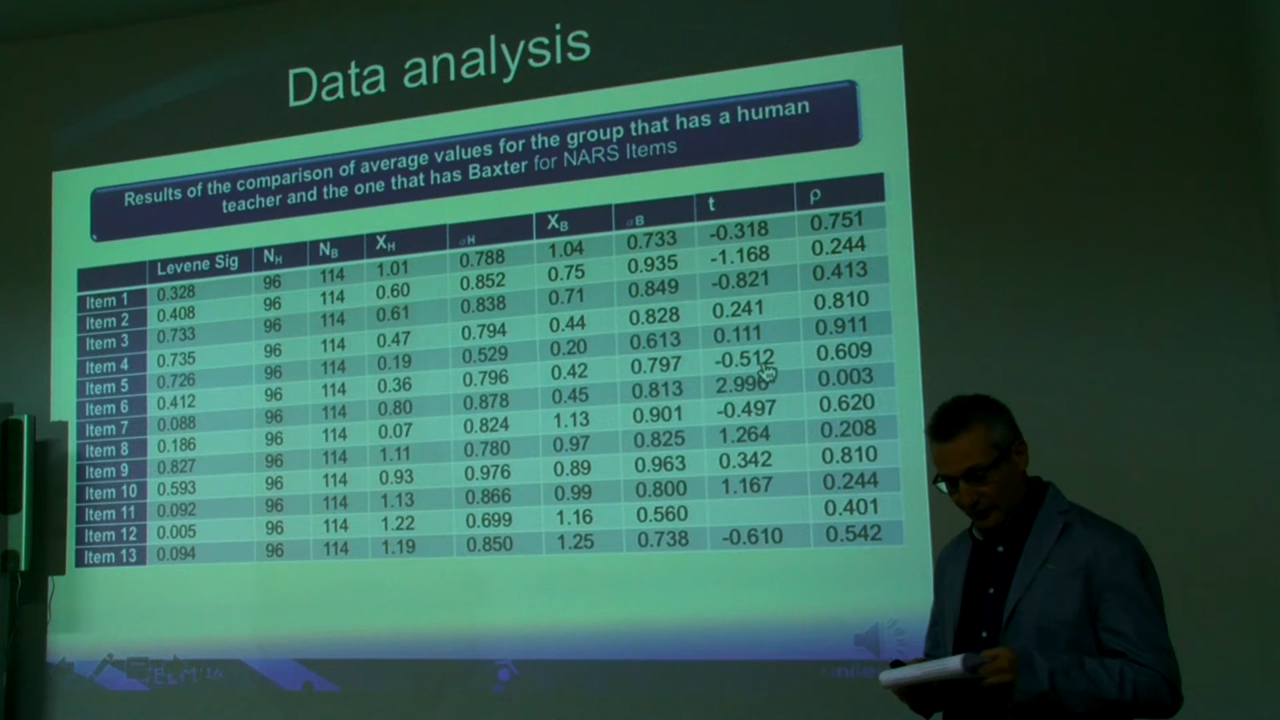 Data analysis
Results of the comparison of average values for the group that has a human
teacher and the one that has Baxter for NARS Items
Levene Sig N_H N_B X_H σH X_B σB t ρ
Item 1 0.328 96 114 1.01 0.788 1.04 0.733 -0.318 0.751
Item 2 0.408 96 114 0.60 0.852 0.75 0.935 -1.168 0.244
Item 3 0.733 96 114 0.61 0.838 0.71 0.849 -0.821 0.413
Item 4 0.735 96 114 0.47 0.794 0.44 0.828 0.241 0.810
Item 5 0.726 96 114 0.19 0.529 0.20 0.613 0.111 0.911
Item 6 0.412 96 114 0.36 0.796 0.42 0.797 -0.512 0.609
Item 7 0.088 96 114 0.80 0.878 0.45 0.813 2.996 0.003
Item 8 0.186 96 114 0.07 0.824 1.13 0.901 -0.497 0.620
Item 9 0.827 96 114 1.11 0.780 0.97 0.825 1.264 0.208
Item 10 0.593 96 114 0.93 0.976 0.89 0.963 0.342 0.810
Item 11 0.092 96 114 1.13 0.866 0.99 0.800 1.167 0.244
Item 12 0.005 96 114 1.22 0.699 1.16 0.560 0.401
Item 13 0.094 96 114 1.19 0.850 1.25 0.738 -0.610 0.542